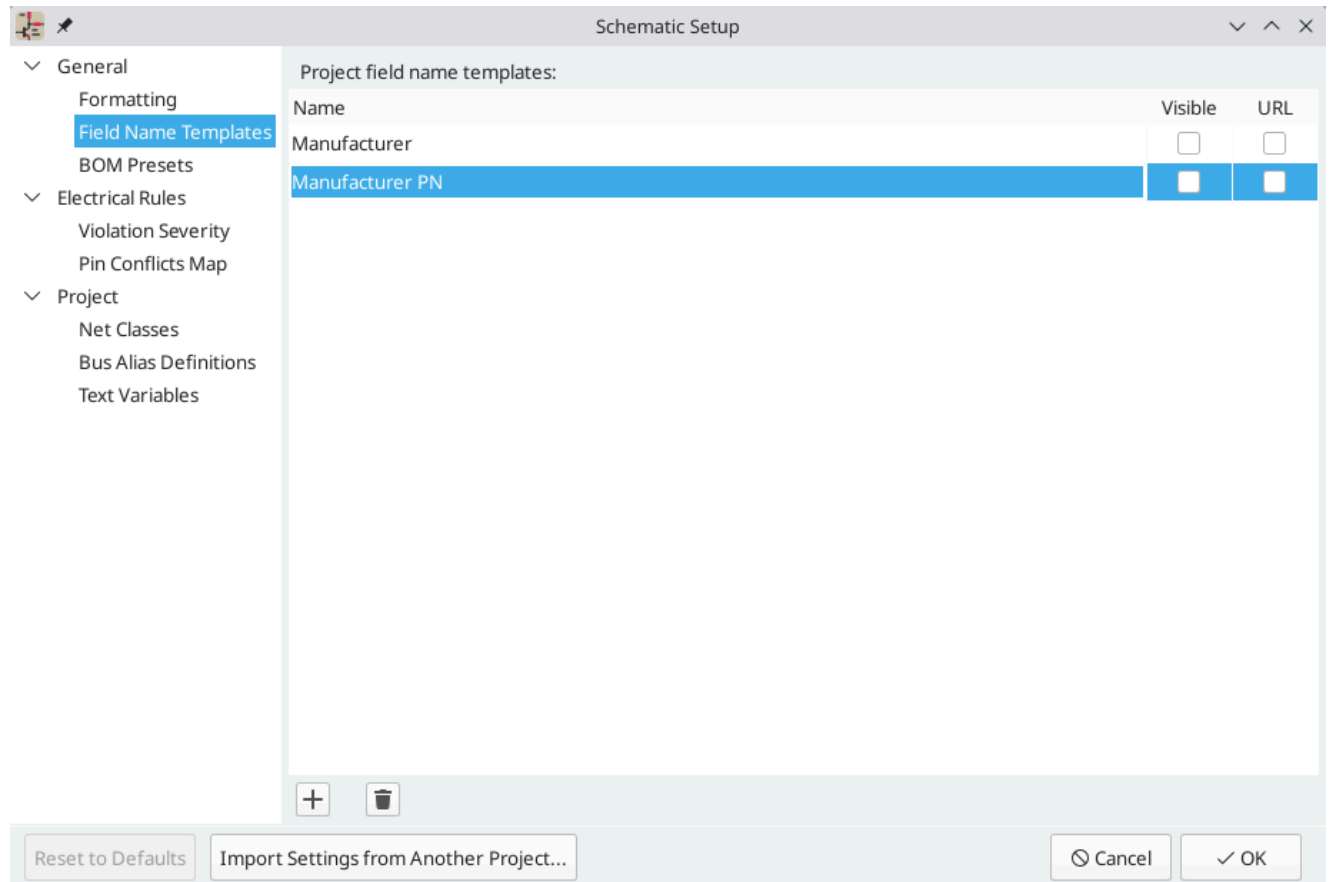 Schematic Setup
General
Formatting
Field Name Templates
BOM Presets
Electrical Rules
Violation Severity
Pin Conflicts Map
Project
Net Classes
Bus Alias Definitions
Text Variables
Project field name templates:
Name Visible URL
Manufacturer
Manufacturer PN
Reset to Defaults Import Settings from Another Project... Cancel OK